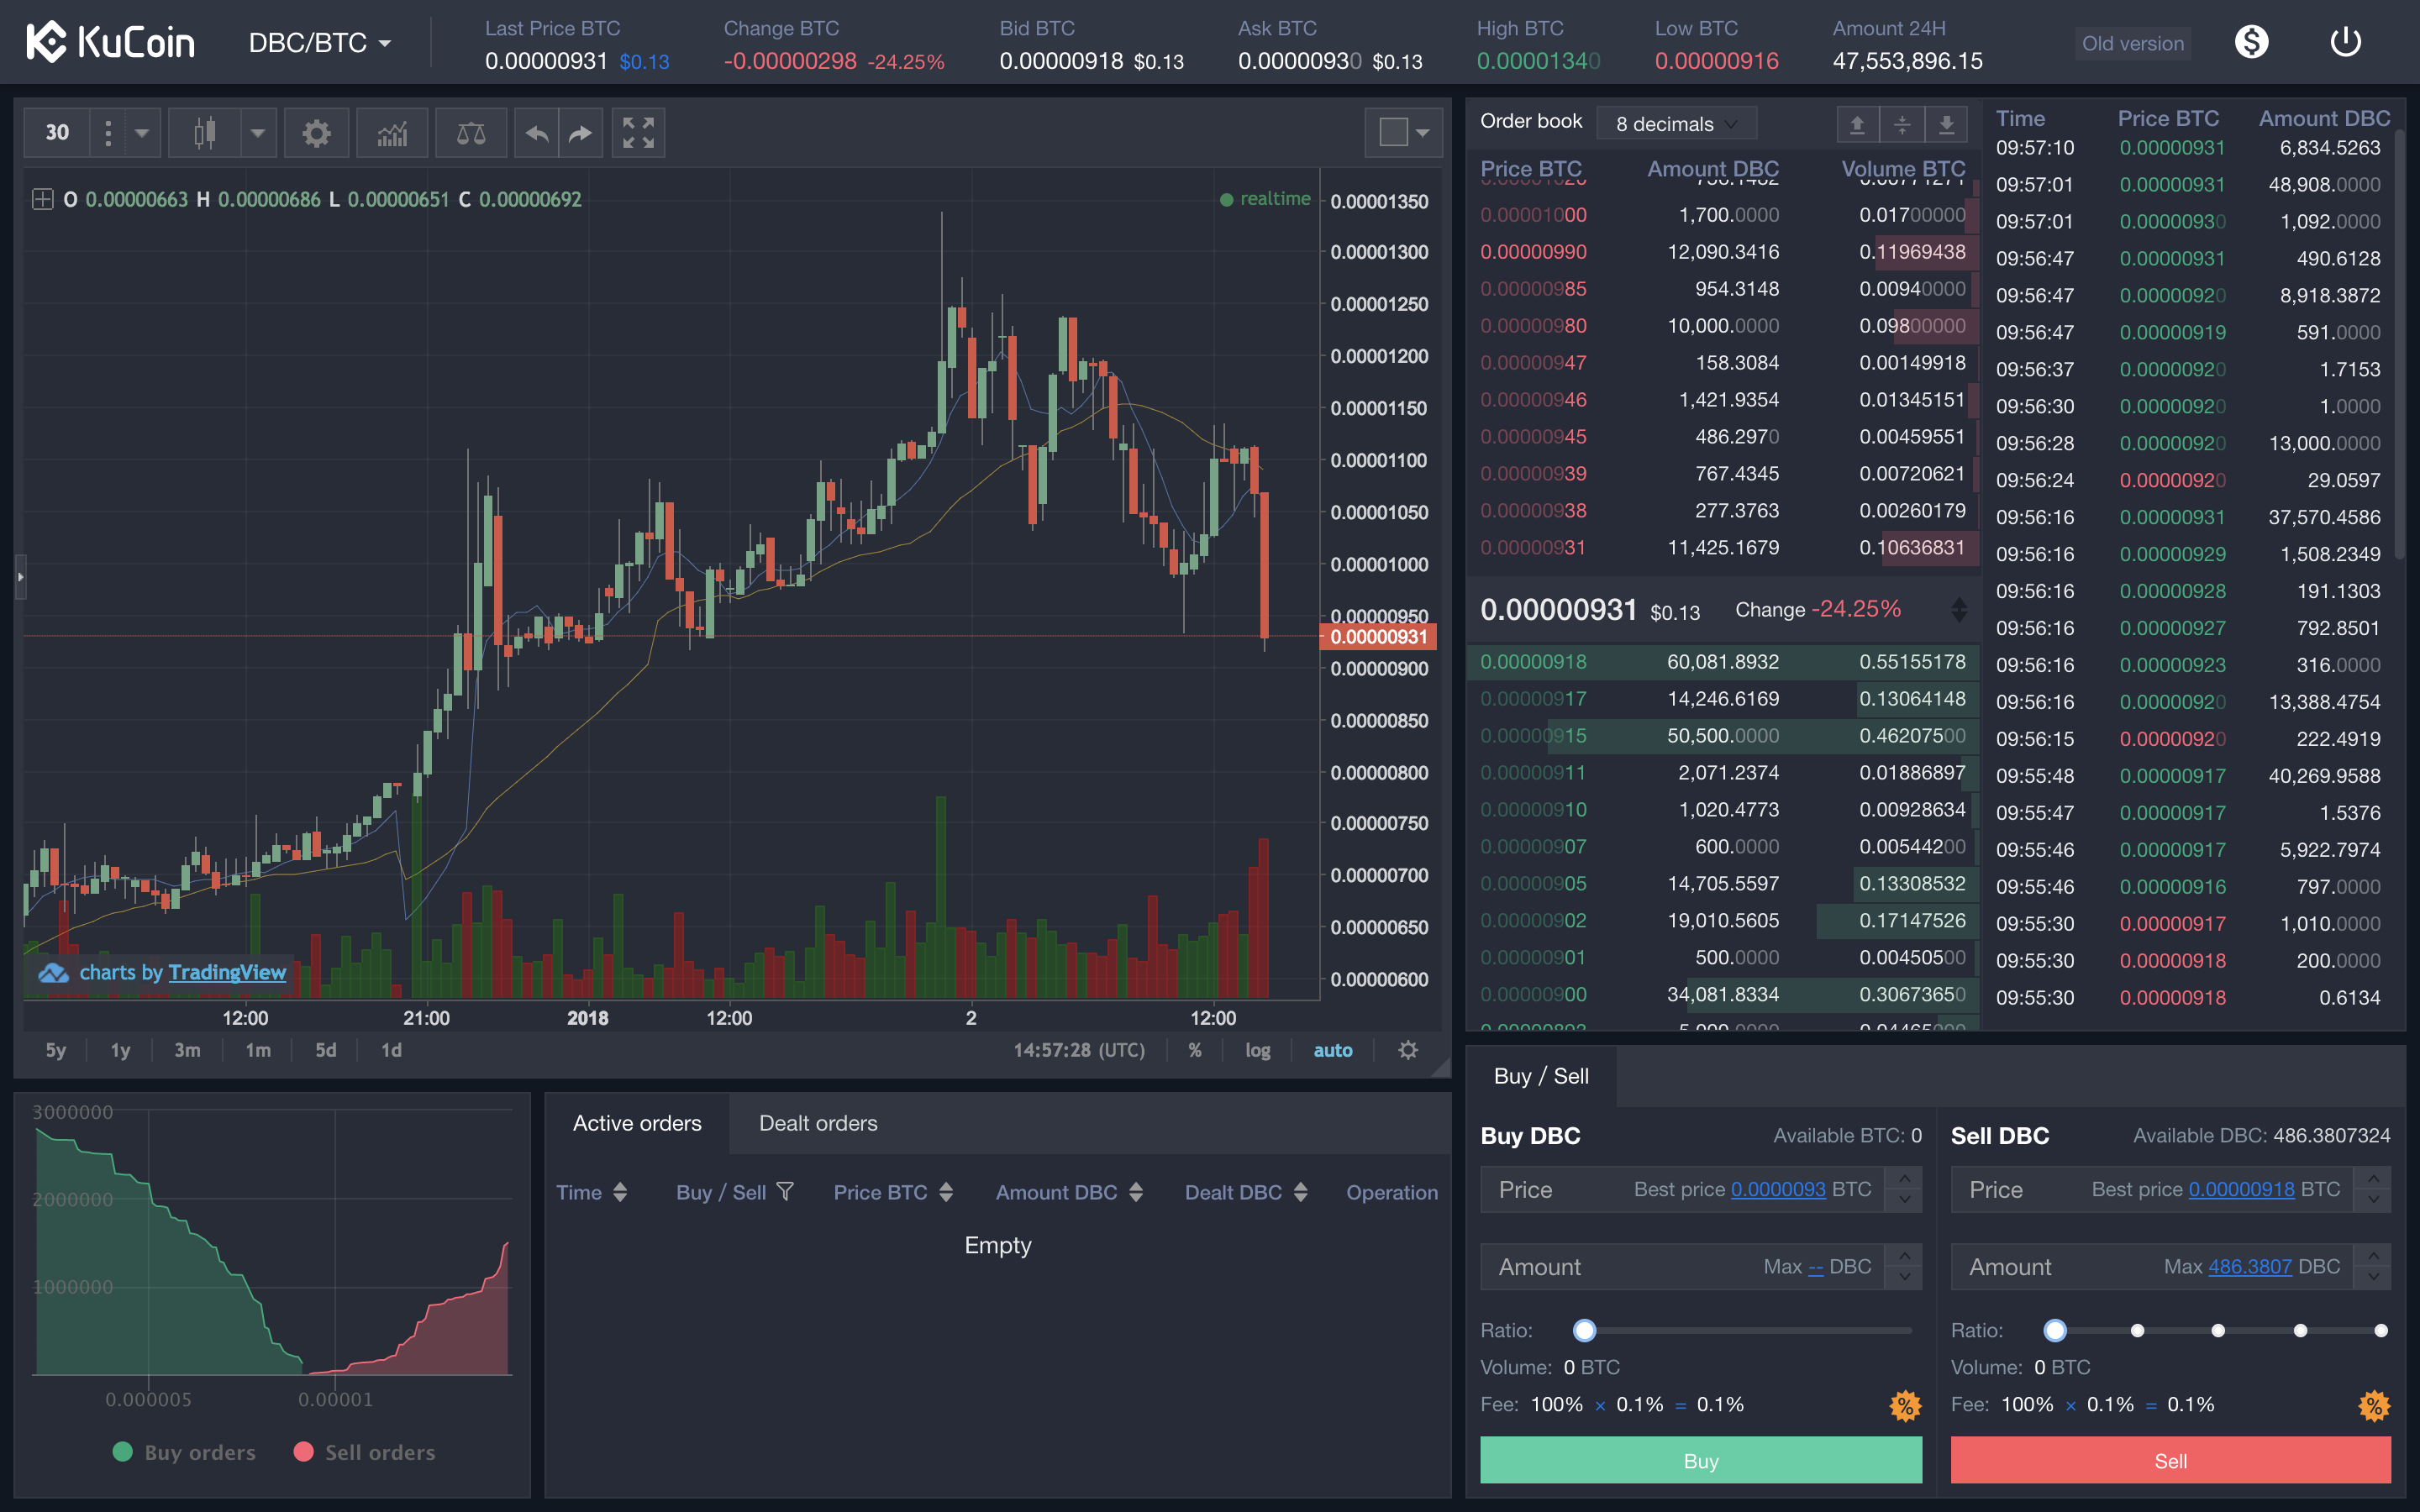 KuCoin
DBC/BTC
Last Price BTC
0.00000931 $0.13
Change BTC
-0.00000298 -24.25%
Bid BTC
0.00000918 $0.13
Ask BTC
0.00000930 $0.13
High BTC
0.00001340
Low BTC
0.00000916
Amount 24H
47,553,896.15
Old version
30
O 0.00000663 H 0.00000686 L 0.00000651 C 0.00000692
realtime
0.00001350
0.00001300
0.00001250
0.00001200
0.00001150
0.00001100
0.00001050
0.00001000
0.00000950
0.00000931
0.00000900
0.00000850
0.00000800
0.00000750
0.00000700
0.00000650
0.00000600
charts by TradingView
12:00 21:00 2018 12:00 2 12:00
5y 1y 3m 1m 5d 1d
14:57:28 (UTC) % log auto
Order book 8 decimals
Price BTC Amount DBC Volume BTC
0.00001000 1,700.0000 0.01700000
0.00000990 12,090.3416 0.11969438
0.00000985 954.3148 0.00940000
0.00000980 10,000.0000 0.09800000
0.00000947 158.3084 0.00149918
0.00000946 1,421.9354 0.01345151
0.00000945 486.2970 0.00459551
0.00000939 767.4345 0.00720621
0.00000938 277.3763 0.00260179
0.00000931 11,425.1679 0.10636831
0.00000931 $0.13 Change -24.25%
0.00000918 60,081.8932 0.55155178
0.00000917 14,246.6169 0.13064148
0.00000915 50,500.0000 0.46207500
0.00000911 2,071.2374 0.01886897
0.00000910 1,020.4773 0.00928634
0.00000907 600.0000 0.00544200
0.00000905 14,705.5597 0.13308532
0.00000902 19,010.5605 0.17147526
0.00000901 500.0000 0.00450500
0.00000900 34,081.8334 0.30673650
Time Price BTC Amount DBC
09:57:10 0.00000931 6,834.5263
09:57:01 0.00000931 48,908.0000
09:57:01 0.00000930 1,092.0000
09:56:47 0.00000931 490.6128
09:56:47 0.00000920 8,918.3872
09:56:47 0.00000919 591.0000
09:56:37 0.00000920 1.7153
09:56:30 0.00000920 1.0000
09:56:28 0.00000920 13,000.0000
09:56:24 0.00000920 29.0597
09:56:16 0.00000931 37,570.4586
09:56:16 0.00000929 1,508.2349
09:56:16 0.00000928 191.1303
09:56:16 0.00000927 792.8501
09:56:16 0.00000923 316.0000
09:56:16 0.00000920 13,388.4754
09:56:15 0.00000920 222.4919
09:55:48 0.00000917 40,269.9588
09:55:47 0.00000917 1.5376
09:55:46 0.00000917 5,922.7974
09:55:46 0.00000916 797.0000
09:55:30 0.00000917 1,010.0000
09:55:30 0.00000918 200.0000
09:55:30 0.00000918 0.6134
3000000
2000000
1000000
0.000005 0.00001
Buy orders Sell orders
Active orders Dealt orders
Time Buy / Sell Price BTC Amount DBC Dealt DBC Operation
Empty
Buy / Sell
Buy DBC Available BTC: 0
Price Best price 0.0000093 BTC
Amount Max -- DBC
Ratio:
Volume: 0 BTC
Fee: 100% × 0.1% = 0.1%
%
Buy
Sell DBC Available DBC: 486.3807324
Price Best price 0.00000918 BTC
Amount Max 486.3807 DBC
Ratio:
Volume: 0 BTC
Fee: 100% × 0.1% = 0.1%
%
Sell